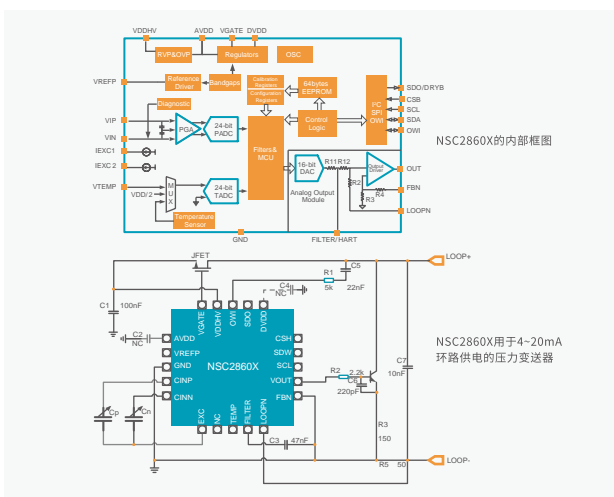 VDDHV
AVDD
VGATE
DVDD
RVP&OVP
Regulators
OSC
VREFP
Reference
Driver
Bandgaps
Calibration
Registers
Configuration
Registers
64bytes
EEPROM
Diagnostic
I²C
SPI
OWI
SDO/DRYB
CSB
SCL
SDA
OWI
VIP
VIN
PGA
24-bit
PADC
Control
Logic
NSC2860X的内部框图
IEXC1
IEXC2
Filters&
MCU
16-bit
DAC
R11
R12
Output
Driver
OUT
R2
FBN
R4
R3
LOOPN
Analog Output
Module
VTEMP
VDD/2
M
U
X
24-bit
TADC
Temperature
Sensor
GND
FILTER/HART
JFET
LOOP+
C5
22nF
R1
5k
C4
NC
C1
100nF
C2
NC
VGATE
VDDHV
OWI
SDO
DVDD
AVDD
VREFP
GND
CINP
CINN
NSC2860X
CSH
SDW
SCL
VOUT
FBN
EXC
NC
TEMP
FILTER
LOOPN
NSC2860X用于4~20mA
环路供电的压力变送器
C7
10nF
R2
2.2k
C6
220pF
Cp
Cn
R3
150
C3
47nF
R5
50
LOOP-